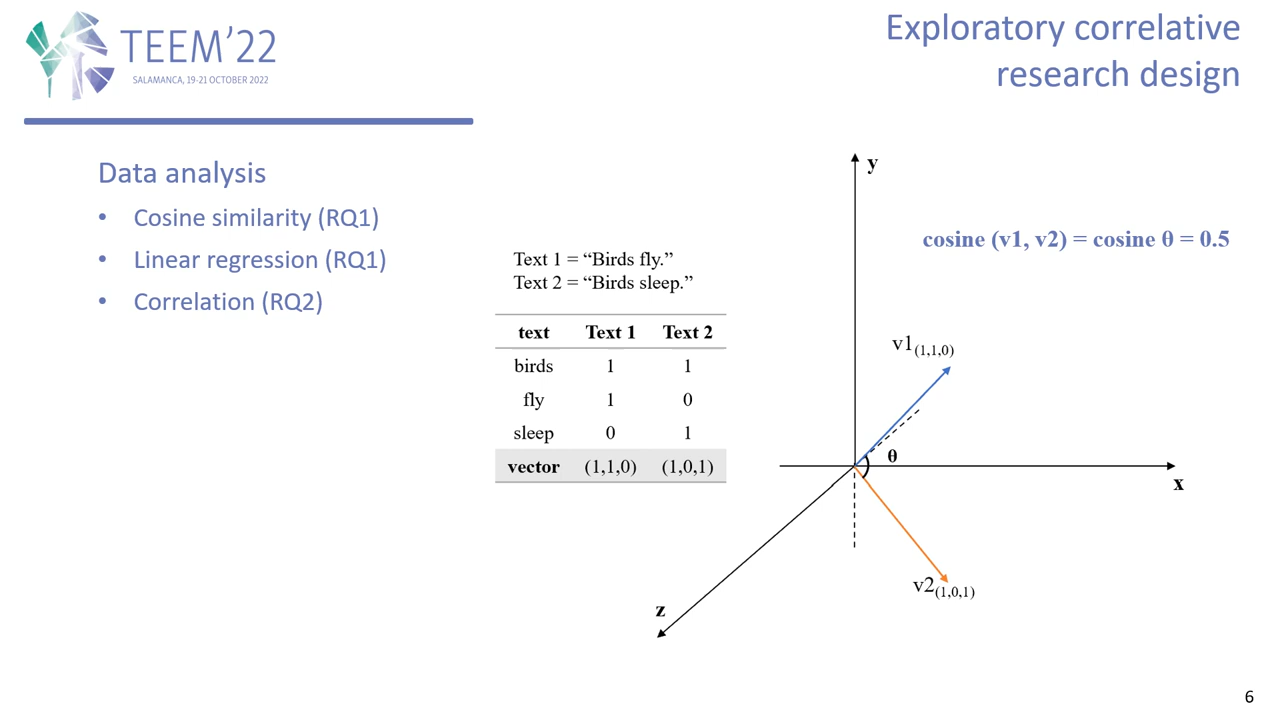 TEEM’22
SALAMANCA, 19-21 OCTOBER 2022
Exploratory correlative
research design
Data analysis
• Cosine similarity (RQ1)
• Linear regression (RQ1)
• Correlation (RQ2)
Text 1 = “Birds fly.”
Text 2 = “Birds sleep.”
text Text 1 Text 2
birds 1 1
fly 1 0
sleep 0 1
vector (1,1,0) (1,0,1)
y
cosine (v1, v2) = cosine θ = 0.5
v1(1,1,0)
θ
x
v2(1,0,1)
z
6